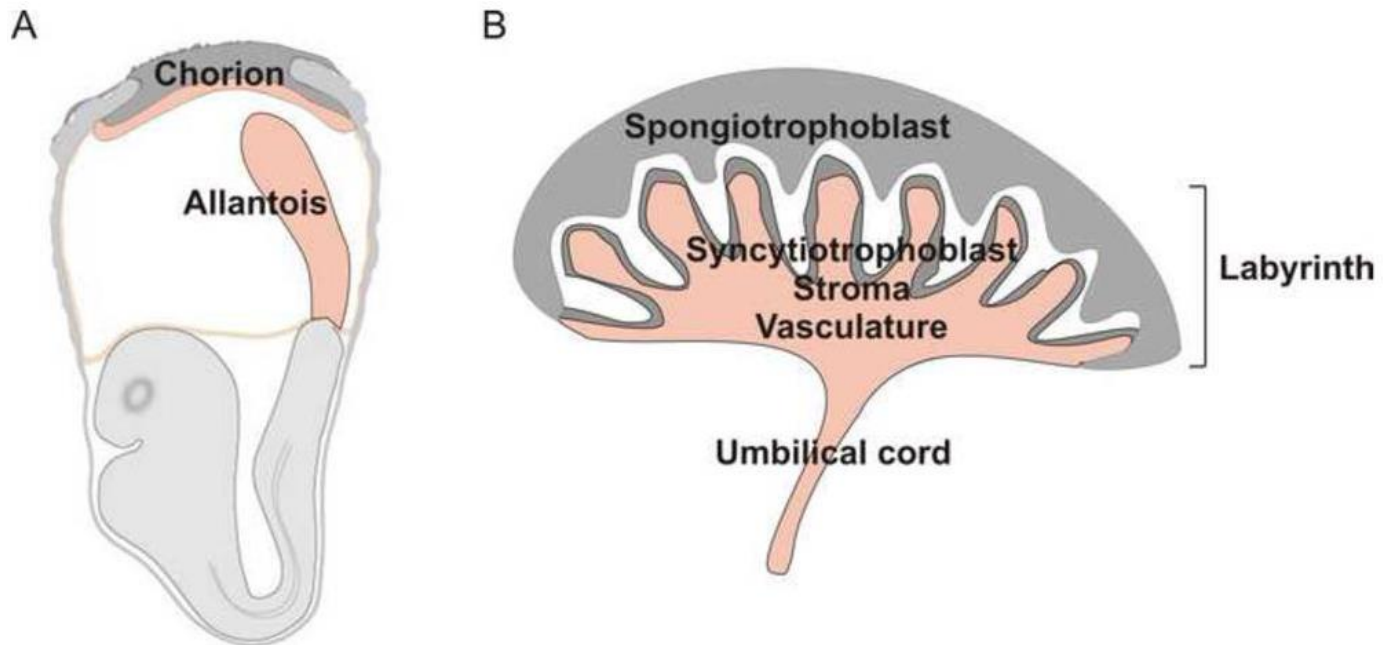 A
B
Chorion
Allantois
Spongiotrophoblast
Syncytiotrophoblast
Stroma
Vasculature
Labyrinth
Umbilical cord